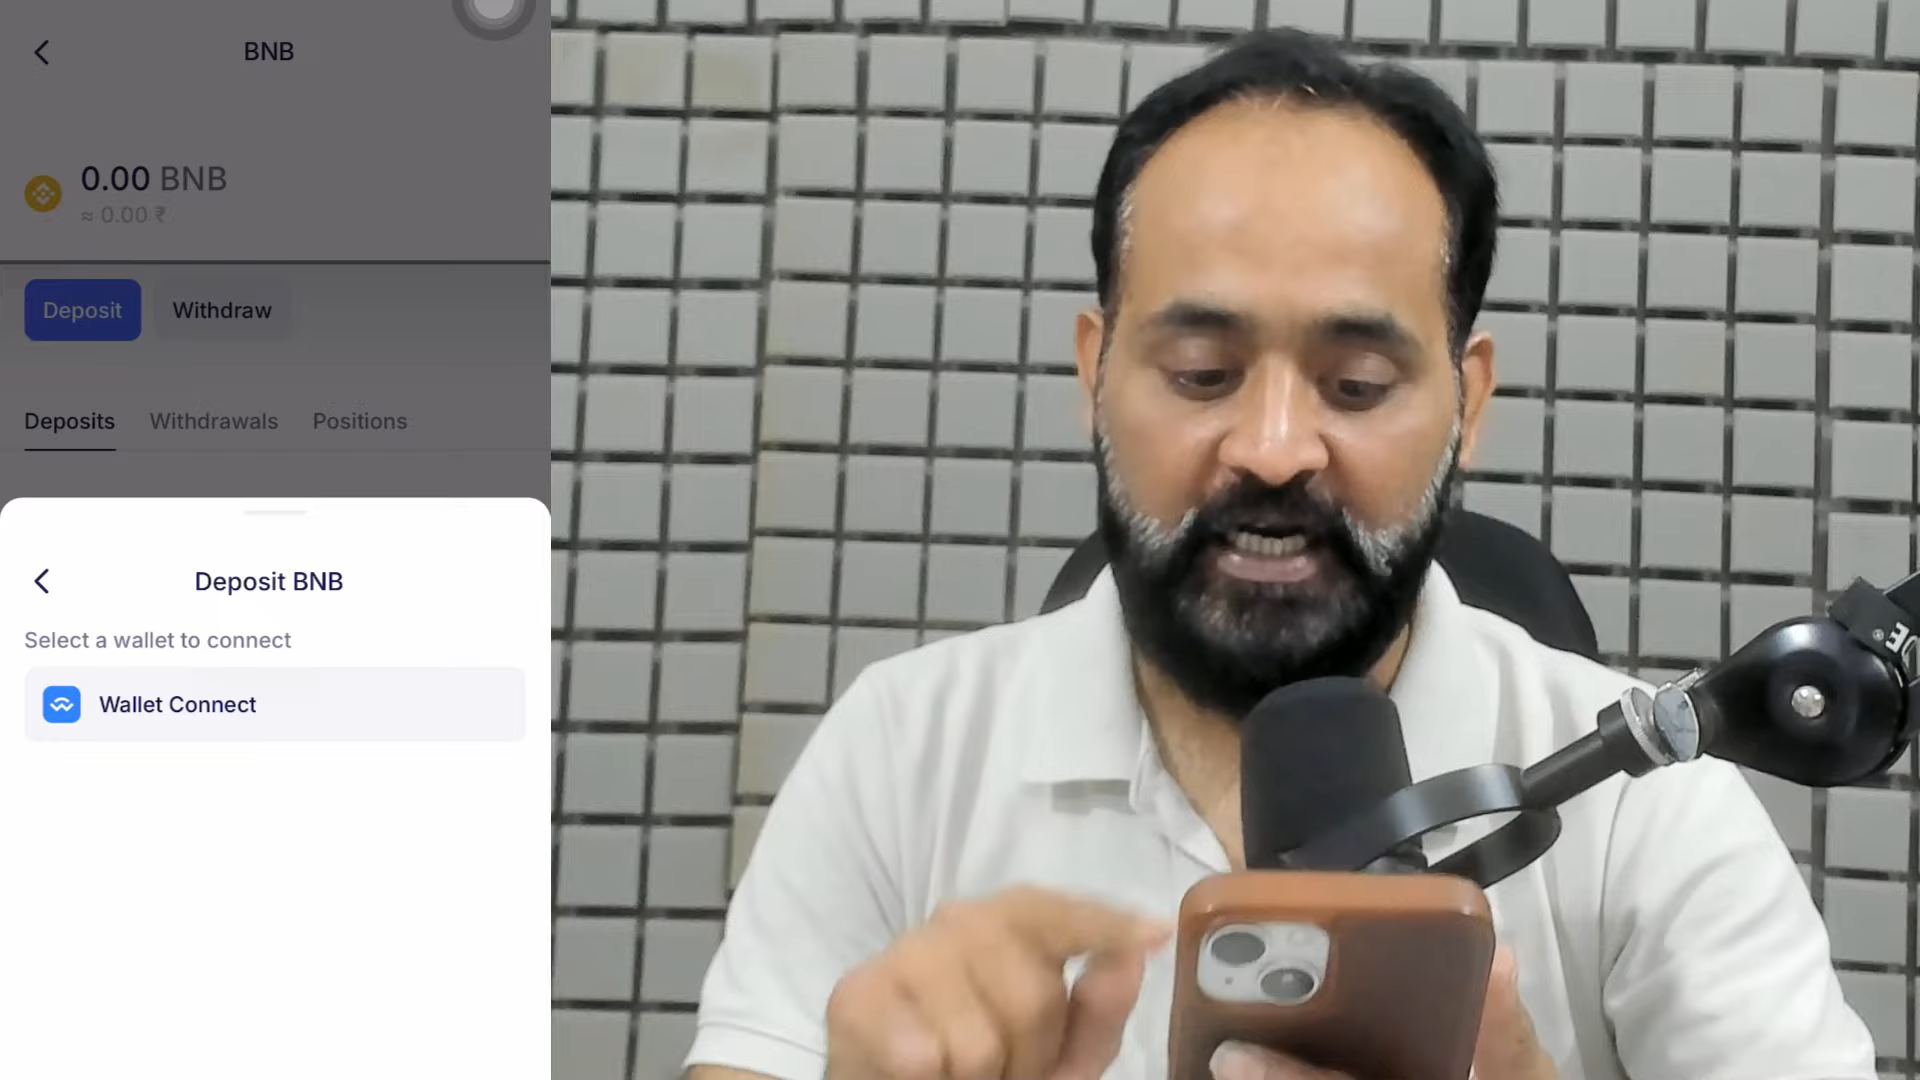 BNB
0.00 BNB
≈ 0.00 ₹
Deposit Withdraw
Deposits Withdrawals Positions
Deposit BNB
Select a wallet to connect
Wallet Connect